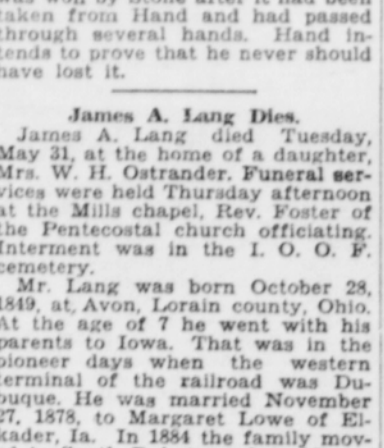 was won by Stone after it had been
taken from Hand and had passed
through several hands. Hand in-
tends to prove that he never should
have lost it.
James A. Lang Dies.
James A. Lang died Tuesday,
May 31, at the home of a daughter,
Mrs. W. H. Ostrander. Funeral ser-
vices were held Thursday afternoon
at the Mills chapel, Rev. Foster of
the Pentecostal church officiating.
Interment was in the I. O. O. F.
cemetery.
Mr. Lang was born October 28,
1849, at, Avon, Lorain county, Ohio.
At the age of 7 he went with his
parents to Iowa. That was in the
pioneer days when the western
terminal of the railroad was Du-
buque. He was married November
27, 1878, to Margaret Lowe of El-
kader, Ia. In 1884 the family mov-